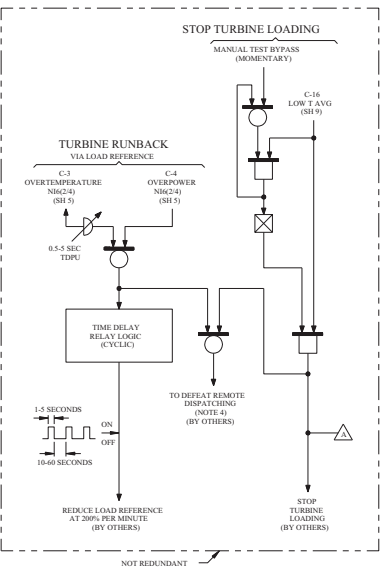 STOP TURBINE LOADING
MANUAL TEST BYPASS
(MOMENTARY)
C-16
LOW T AVG
(SH 9)
TURBINE RUNBACK
VIA LOAD REFERENCE
C-3
OVERTEMPERATURE
NI6(2/4)
(SH 5)
C-4
OVERPOWER
NI6(2/4)
(SH 5)
0.5-5 SEC
TDPU
TIME DELAY
RELAY LOGIC
(CYCLIC)
TO DEFEAT REMOTE
DISPATCHING
(NOTE 4)
(BY OTHERS)
1-5 SECONDS
ON
OFF
10-60 SECONDS
A
REDUCE LOAD REFERENCE
AT 200% PER MINUTE
(BY OTHERS)
STOP
TURBINE
LOADING
(BY OTHERS)
NOT REDUNDANT